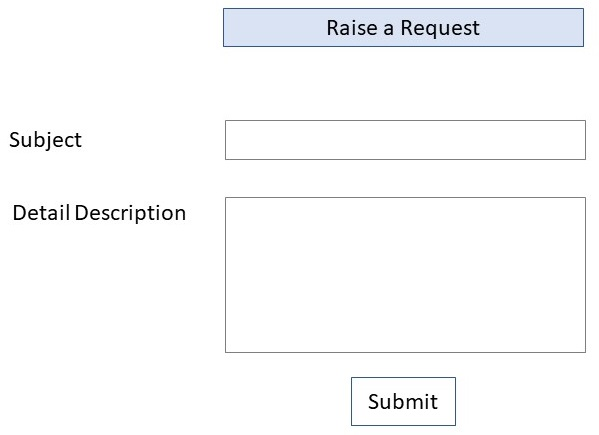 Raise a Request
Subject
Detail Description
Submit